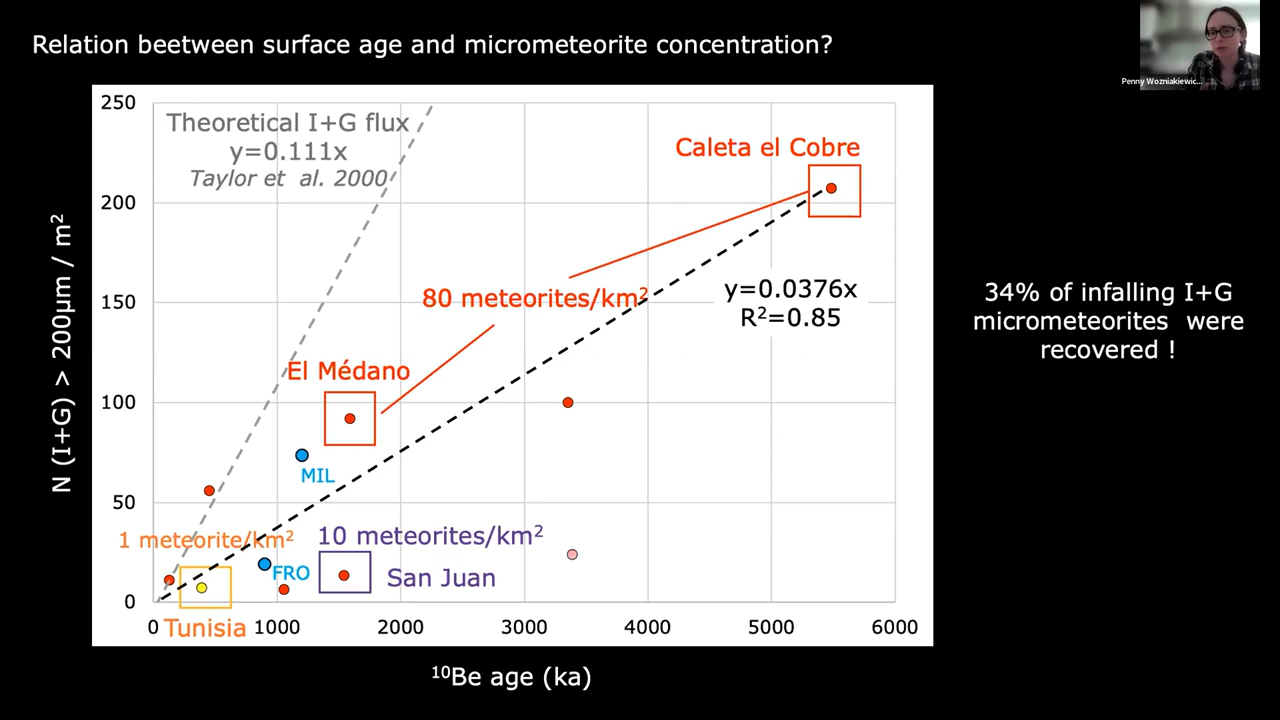 Relation beetween surface age and micrometeorite concentration?
Penny Wozniakiewic...
250
200
150
100
50
0
N (I+G) > 200µm / m²
Theoretical I+G flux
y=0.111x
Taylor et al. 2000
Caleta el Cobre
80 meteorites/km²
y=0.0376x
R²=0.85
El Médano
MIL
1 meteorite/km²
10 meteorites/km²
FRO
San Juan
Tunisia
0
1000
2000
3000
4000
5000
6000
¹⁰Be age (ka)
34% of infalling I+G
micrometeorites were
recovered !